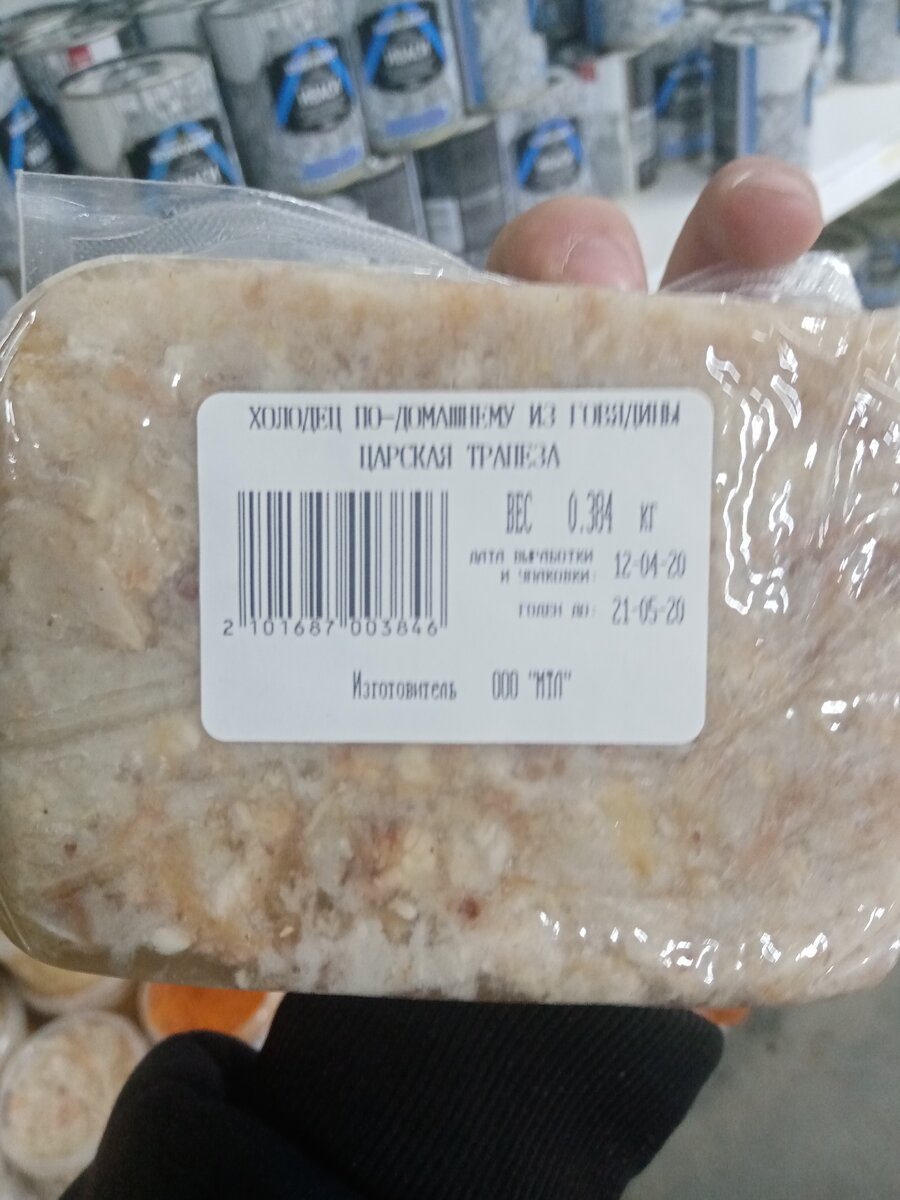 ХОЛОДЕЦ ПО-ДОМАШНЕМУ ИЗ ГОВЯДИНЫ
ЦАРСКАЯ ТРАПЕЗА
ВЕС 0.384 кг
ДАТА ВЫРАБОТКИ
И УПАКОВКИ: 12-04-20
ГОДЕН ДО: 21-05-20
2 101687 003846
Изготовитель ООО "МТЛ"